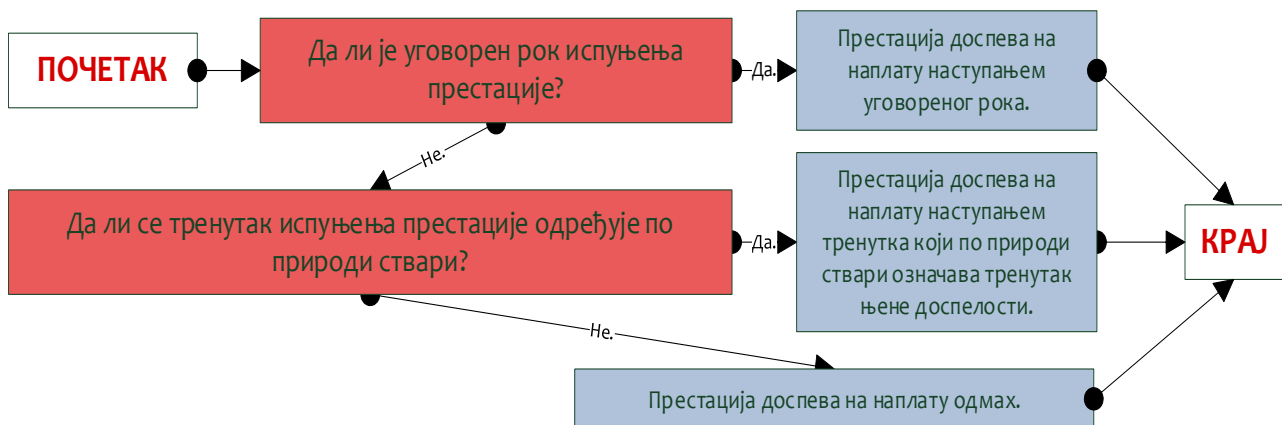 ПОЧЕТАК
Да ли је уговорен рок испуњења
престације?
Да.
Престација доспева на
наплату наступањем
уговореног рока.
Не.
Да ли се тренутак испуњења престације одређује по
природи ствари?
Да.
Престација доспева на
наплату наступањем
тренутка који по природи
ствари означава тренутак
њене доспелости.
КРАЈ
Не.
Престација доспева на наплату одмах.